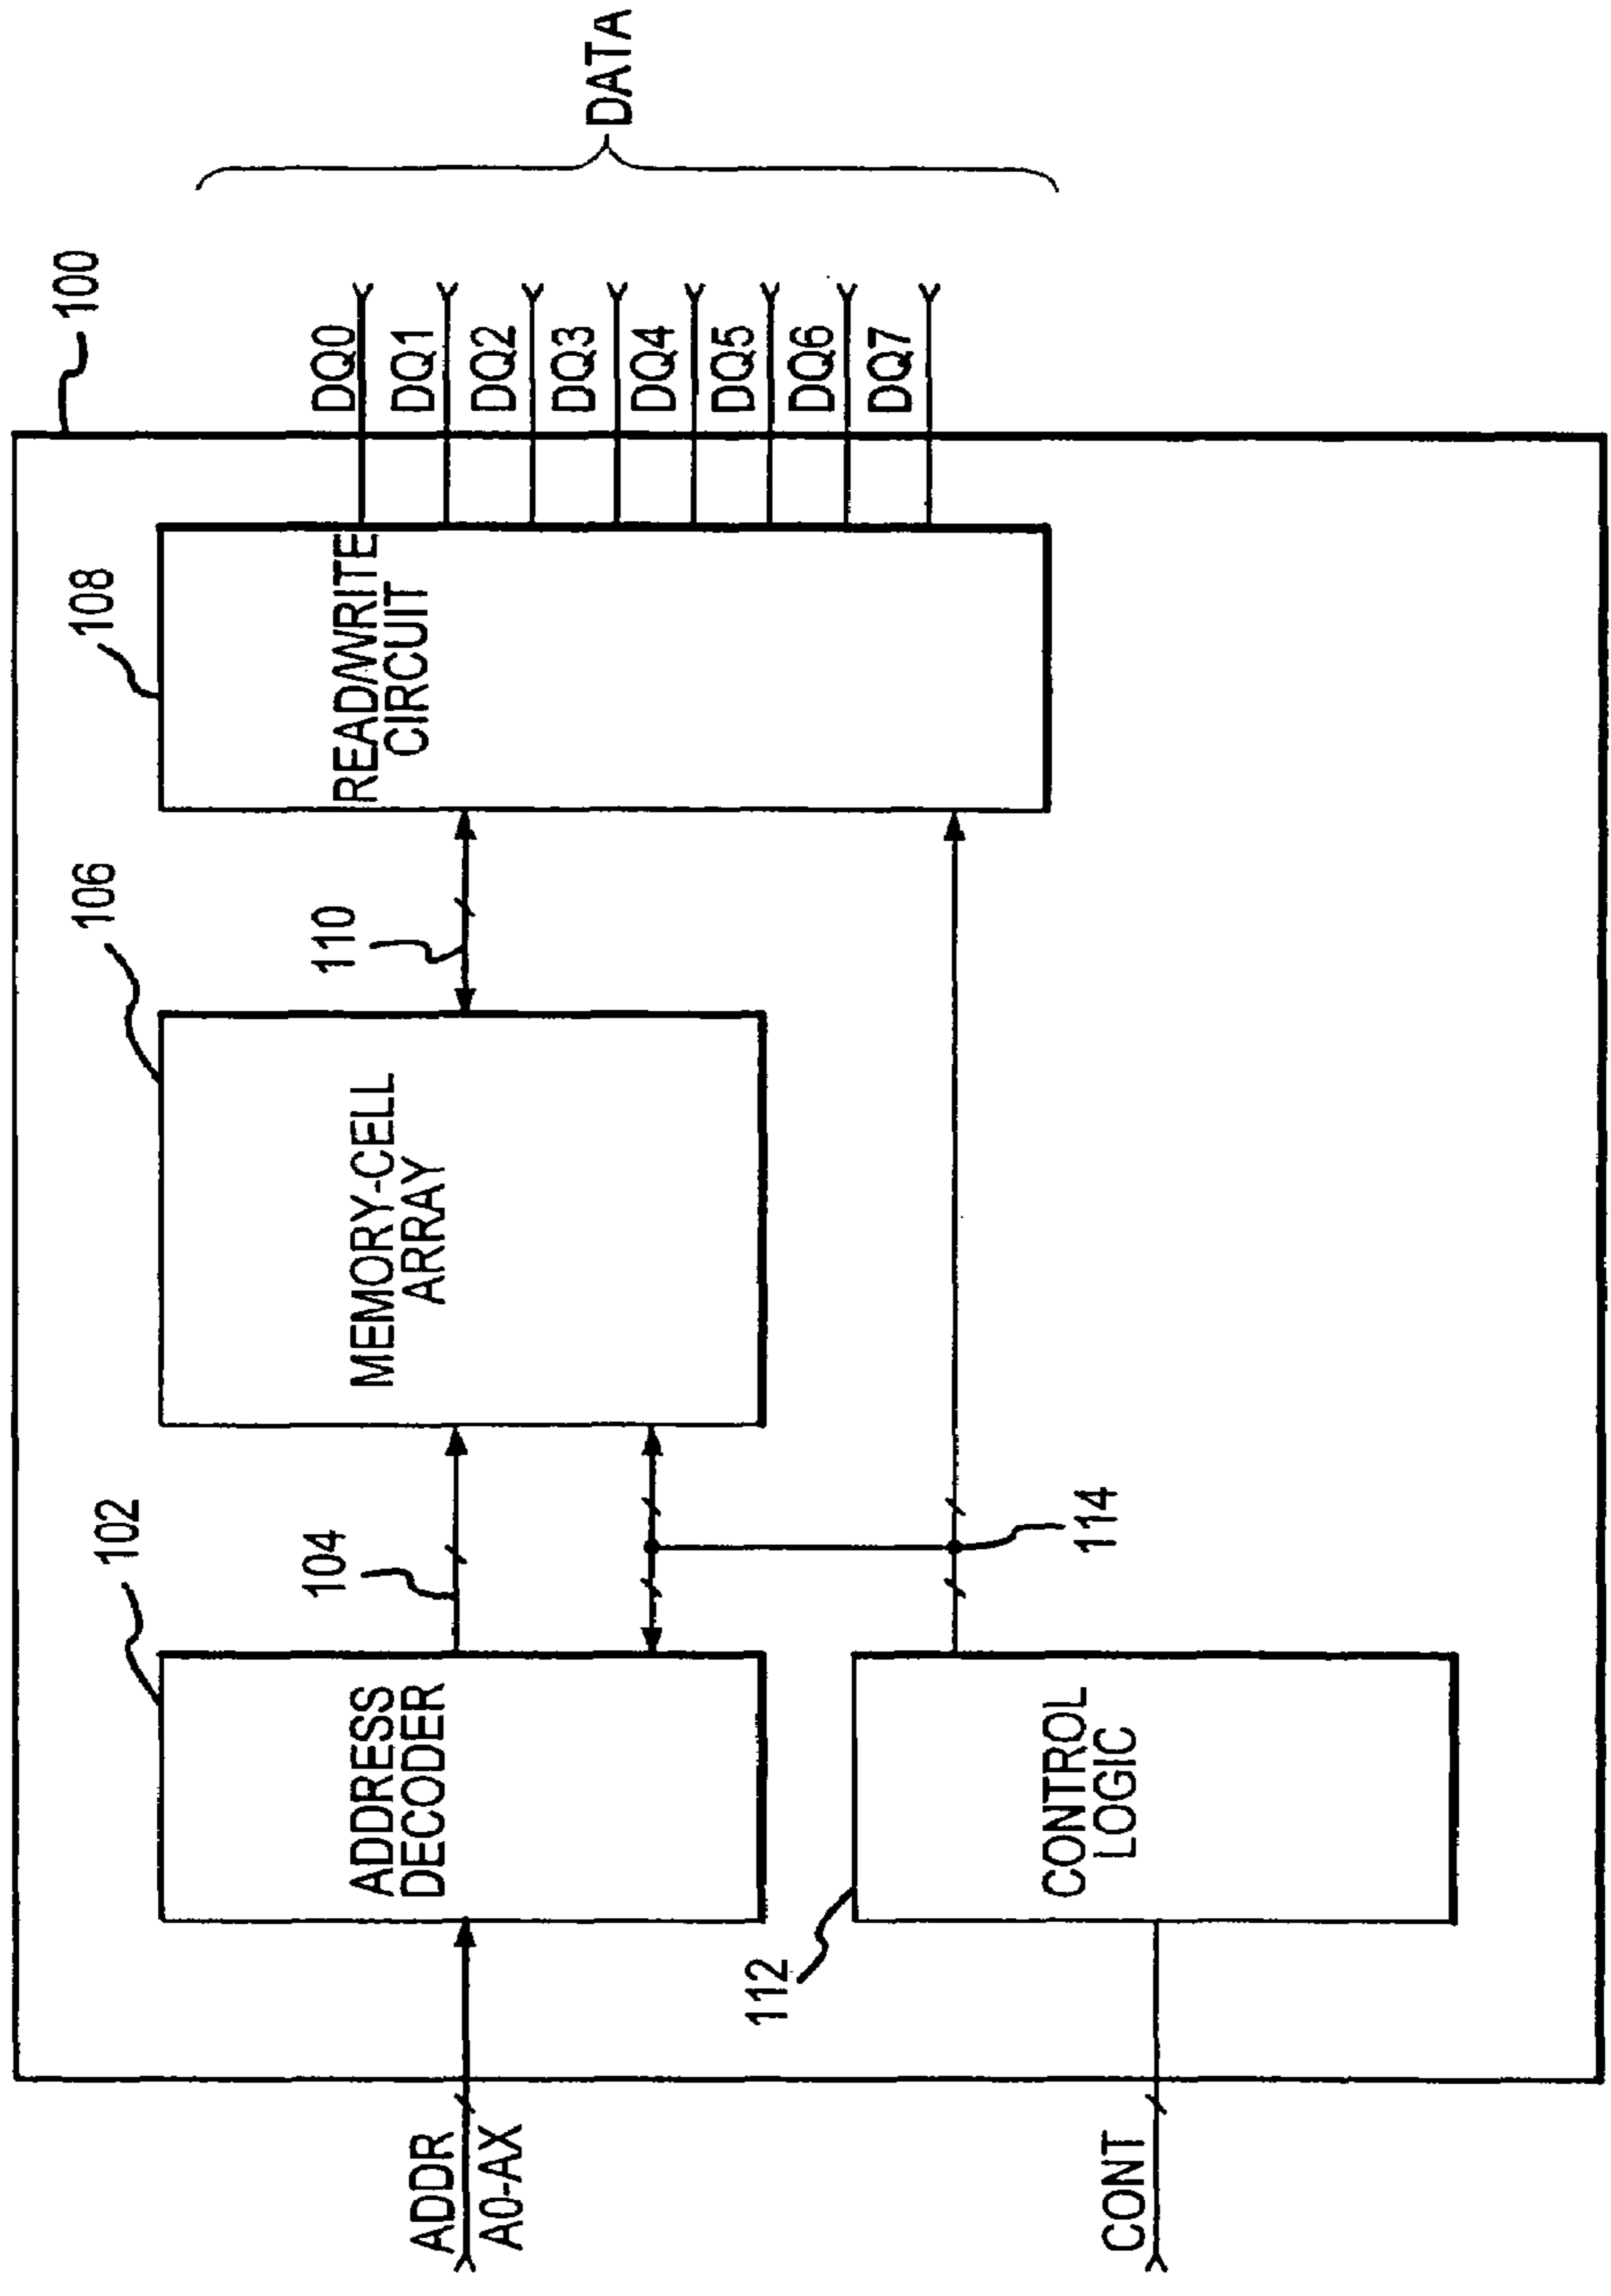 100
102
ADDRESS
DECODER
104
106
MEMORY-CELL
ARRAY
108
READ/WRITE
CIRCUIT
110
ADDR
A0-AX
DQ0
DQ1
DQ2
DQ3
DQ4
DQ5
DQ6
DQ7
DATA
112
CONTROL
LOGIC
114
CONT